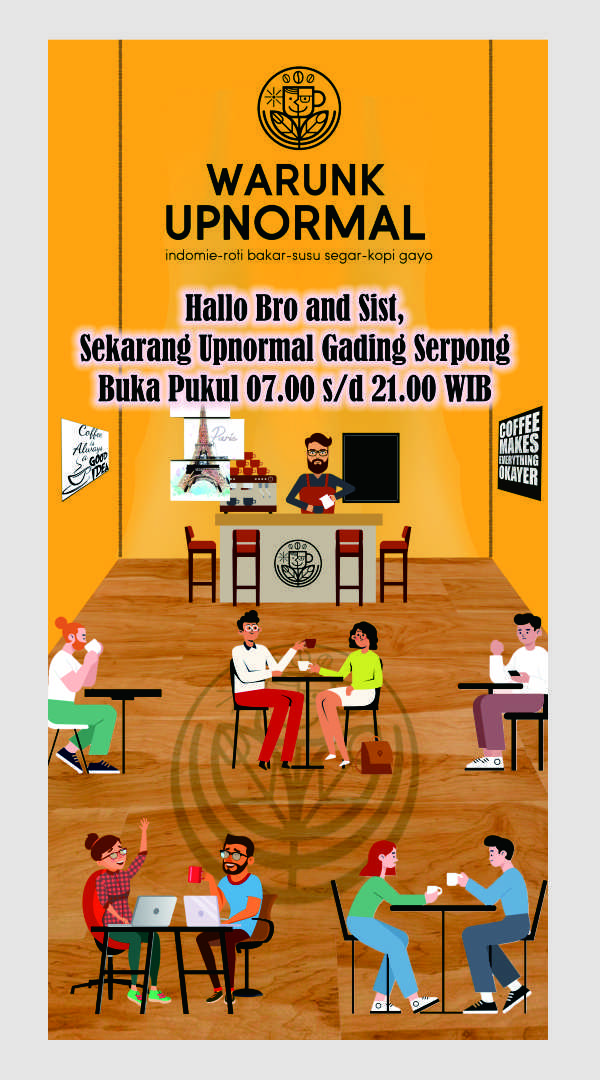 WARUNK
UPNORMAL
indomie-roti bakar-susu segar-kopi gayo
Hallo Bro and Sist,
Sekarang Upnormal Gading Serpong
Buka Pukul 07.00 s/d 21.00 WIB
Coffee
is
Always
a GOOD
IDEA
Paris
COFFEE
MAKES
EVERYTHING
OKAYER